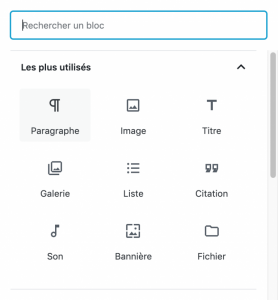 Rechercher un bloc
Les plus utilisés
Paragraphe Image Titre
Galerie Liste Citation
Son Bannière Fichier